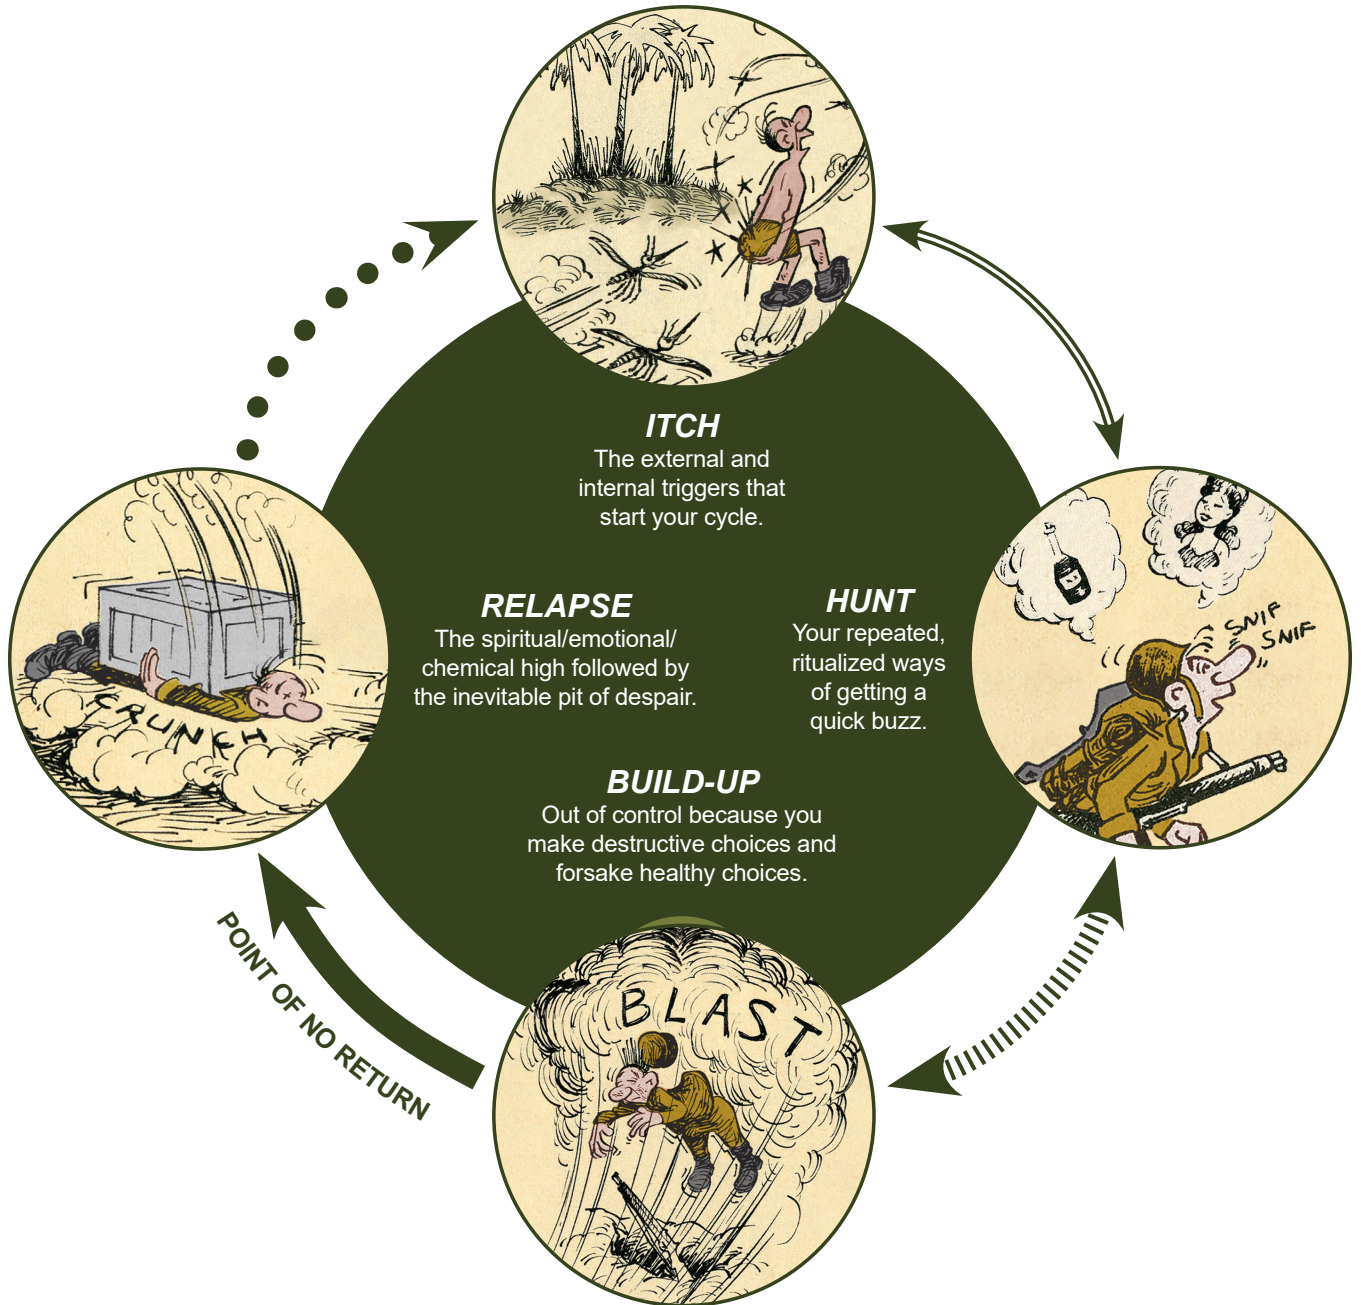 ITCH
The external and
internal triggers that
start your cycle.
HUNT
Your repeated,
ritualized ways
of getting a
quick buzz.
SNIF
SNIF
BUILD-UP
Out of control because you
make destructive choices and
forsake healthy choices.
BLAST
POINT OF NO RETURN
RELAPSE
The spiritual/emotional/
chemical high followed by
the inevitable pit of despair.
CRUNCH